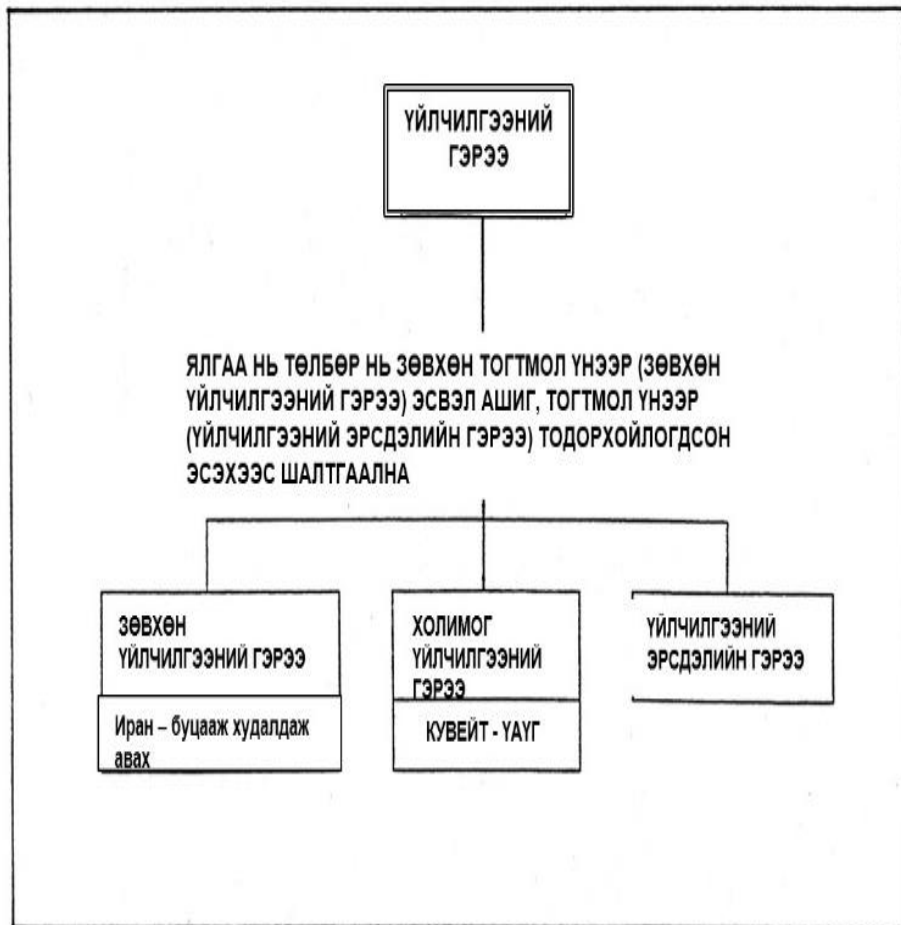 ҮЙЛЧИЛГЭЭНИЙ
ГЭРЭЭ
ЯЛГАА НЬ ТӨЛБӨР НЬ ЗӨВХӨН ТОГТМОЛ ҮНЭЭР (ЗӨВХӨН
ҮЙЛЧИЛГЭЭНИЙ ГЭРЭЭ) ЭСВЭЛ АШИГ, ТОГТМОЛ ҮНЭЭР
(ҮЙЛЧИЛГЭЭНИЙ ЭРСДЭЛИЙН ГЭРЭЭ) ТОДОРХОЙЛОГДСОН
ЭСЭХЭЭС ШАЛТГААЛНА
ЗӨВХӨН
ҮЙЛЧИЛГЭЭНИЙ ГЭРЭЭ
Иран – буцааж худалдаж
авах
ХОЛИМОГ
ҮЙЛЧИЛГЭЭНИЙ
ГЭРЭЭ
КУВЕЙТ - ҮАҮГ
ҮЙЛЧИЛГЭЭНИЙ
ЭРСДЭЛИЙН ГЭРЭЭ